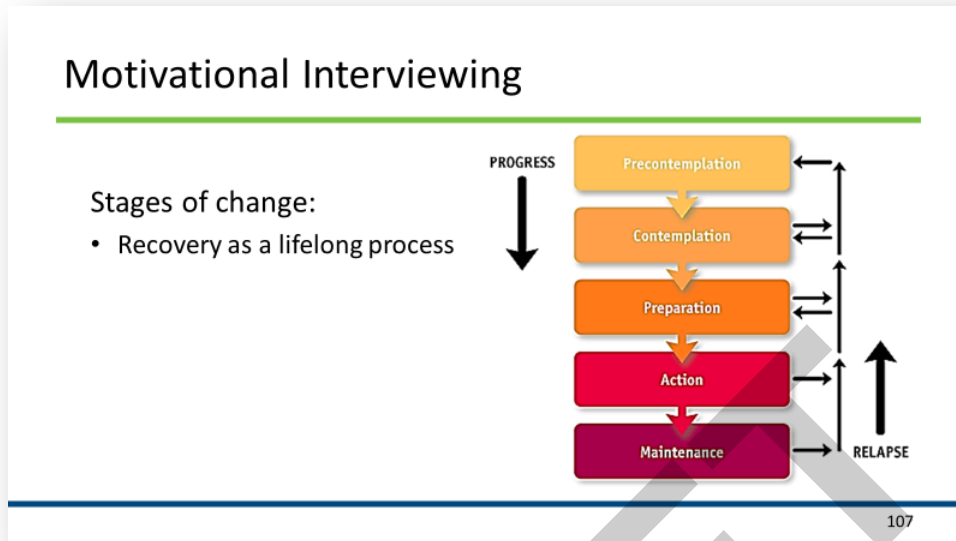 Motivational Interviewing
Stages of change:
• Recovery as a lifelong process
PROGRESS
Precontemplation
Contemplation
Preparation
Action
Maintenance
RELAPSE
107